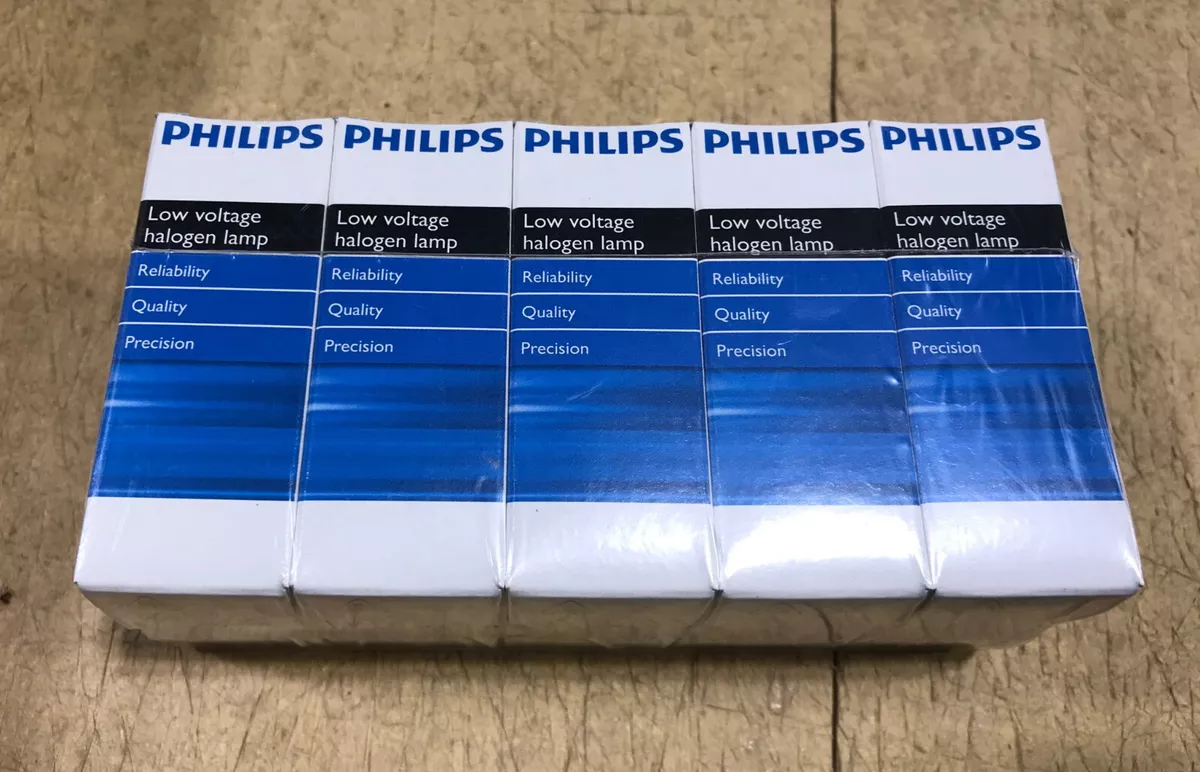 PHILIPS PHILIPS PHILIPS PHILIPS PHILIPS
Low voltage Low voltage Low voltage Low voltage Low voltage
halogen lamp halogen lamp halogen lamp halogen lamp halogen lamp
Reliability Reliability Reliability Reliability Reliability
Quality Quality Quality Quality Quality
Precision Precision Precision Precision Precision